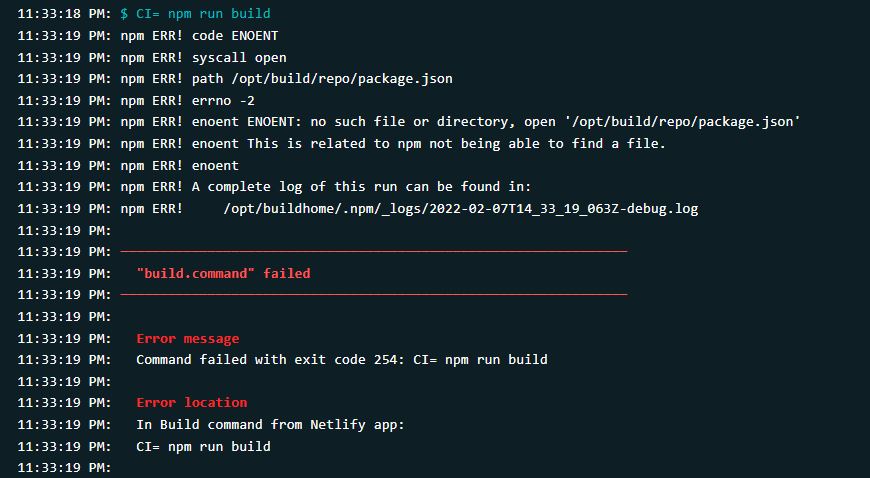 11:33:18 PM: $ CI= npm run build
11:33:19 PM: npm ERR! code ENOENT
11:33:19 PM: npm ERR! syscall open
11:33:19 PM: npm ERR! path /opt/build/repo/package.json
11:33:19 PM: npm ERR! errno -2
11:33:19 PM: npm ERR! enoent ENOENT: no such file or directory, open '/opt/build/repo/package.json'
11:33:19 PM: npm ERR! enoent This is related to npm not being able to find a file.
11:33:19 PM: npm ERR! enoent
11:33:19 PM: npm ERR! A complete log of this run can be found in:
11:33:19 PM: npm ERR!     /opt/buildhome/.npm/_logs/2022-02-07T14_33_19_063Z-debug.log
11:33:19 PM:
11:33:19 PM: ────────────────────────────────────────────────────────────────
11:33:19 PM:   "build.command" failed
11:33:19 PM: ────────────────────────────────────────────────────────────────
11:33:19 PM:
11:33:19 PM:   Error message
11:33:19 PM:   Command failed with exit code 254: CI= npm run build
11:33:19 PM:
11:33:19 PM:   Error location
11:33:19 PM:   In Build command from Netlify app:
11:33:19 PM:   CI= npm run build
11:33:19 PM: